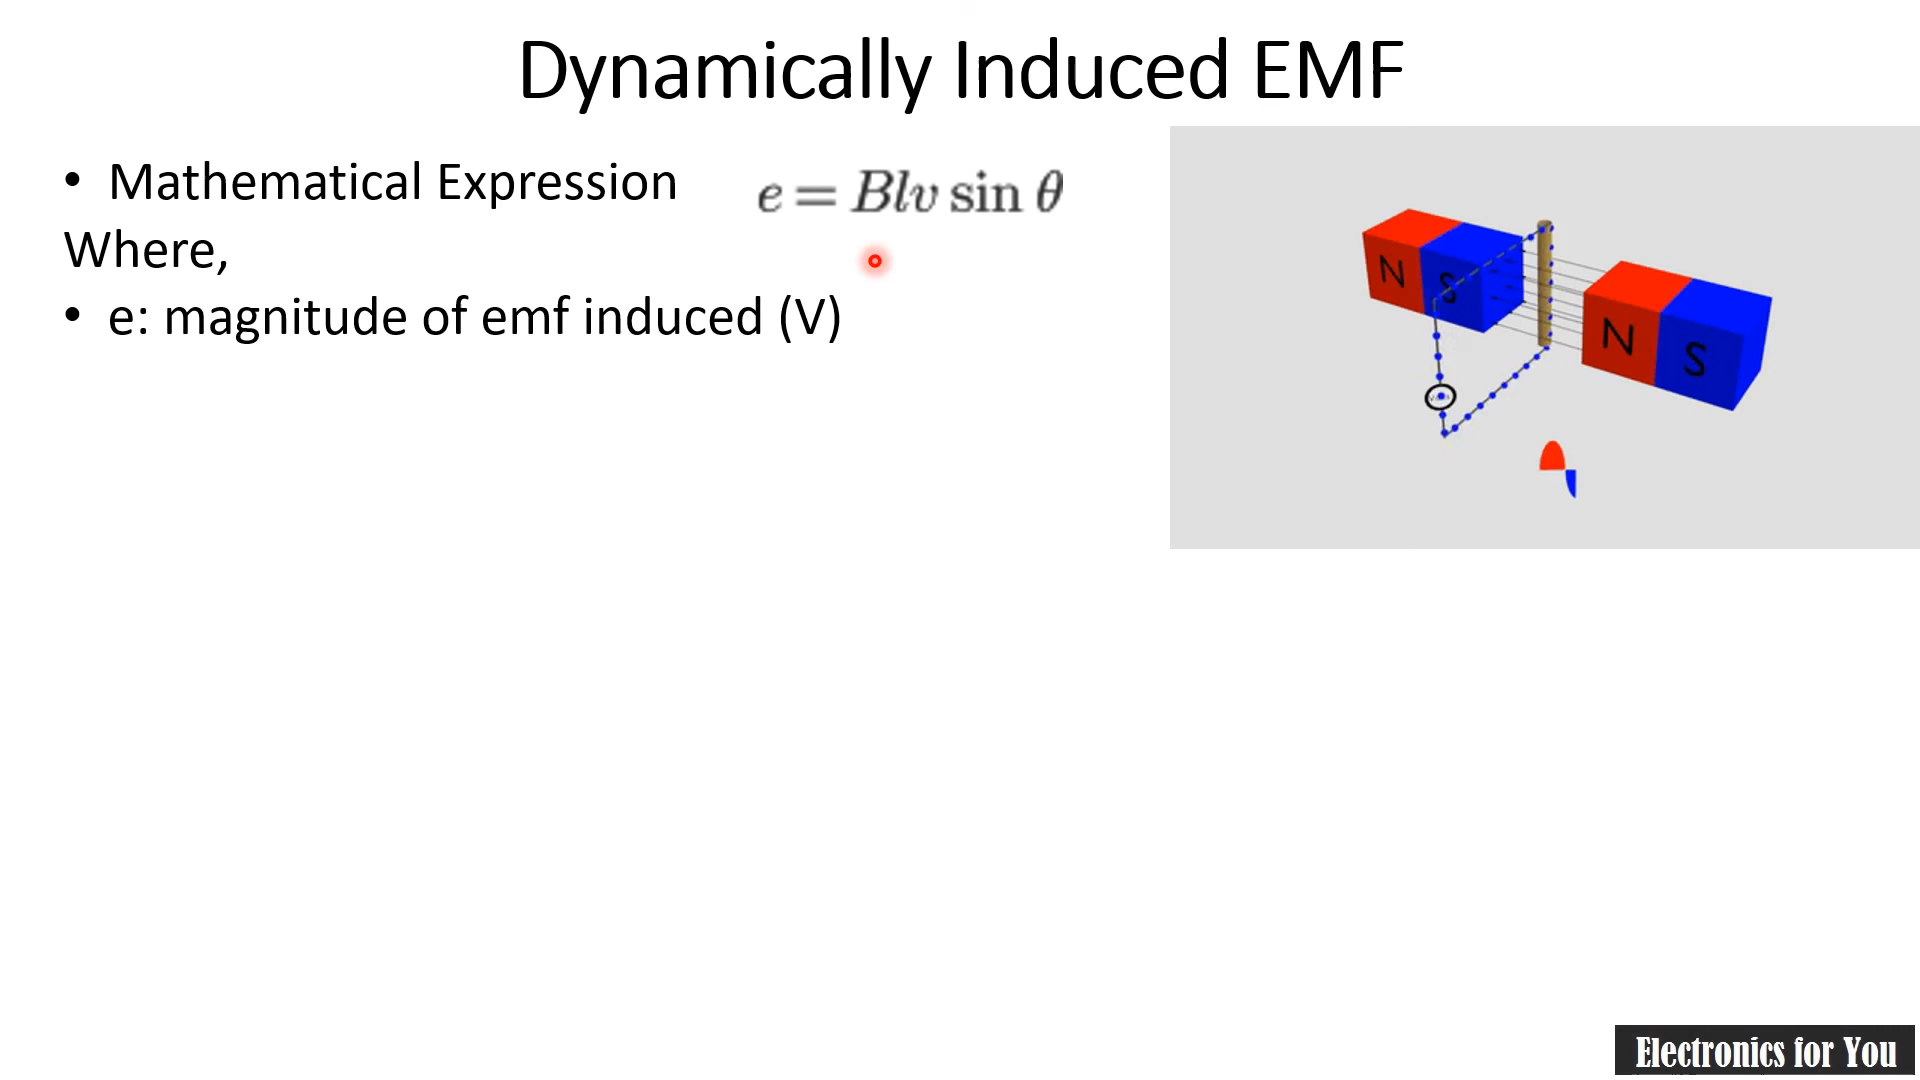 Dynamically Induced EMF
• Mathematical Expression e = Blv sin θ
Where,
• e: magnitude of emf induced (V)
N S
N S
Electronics for You